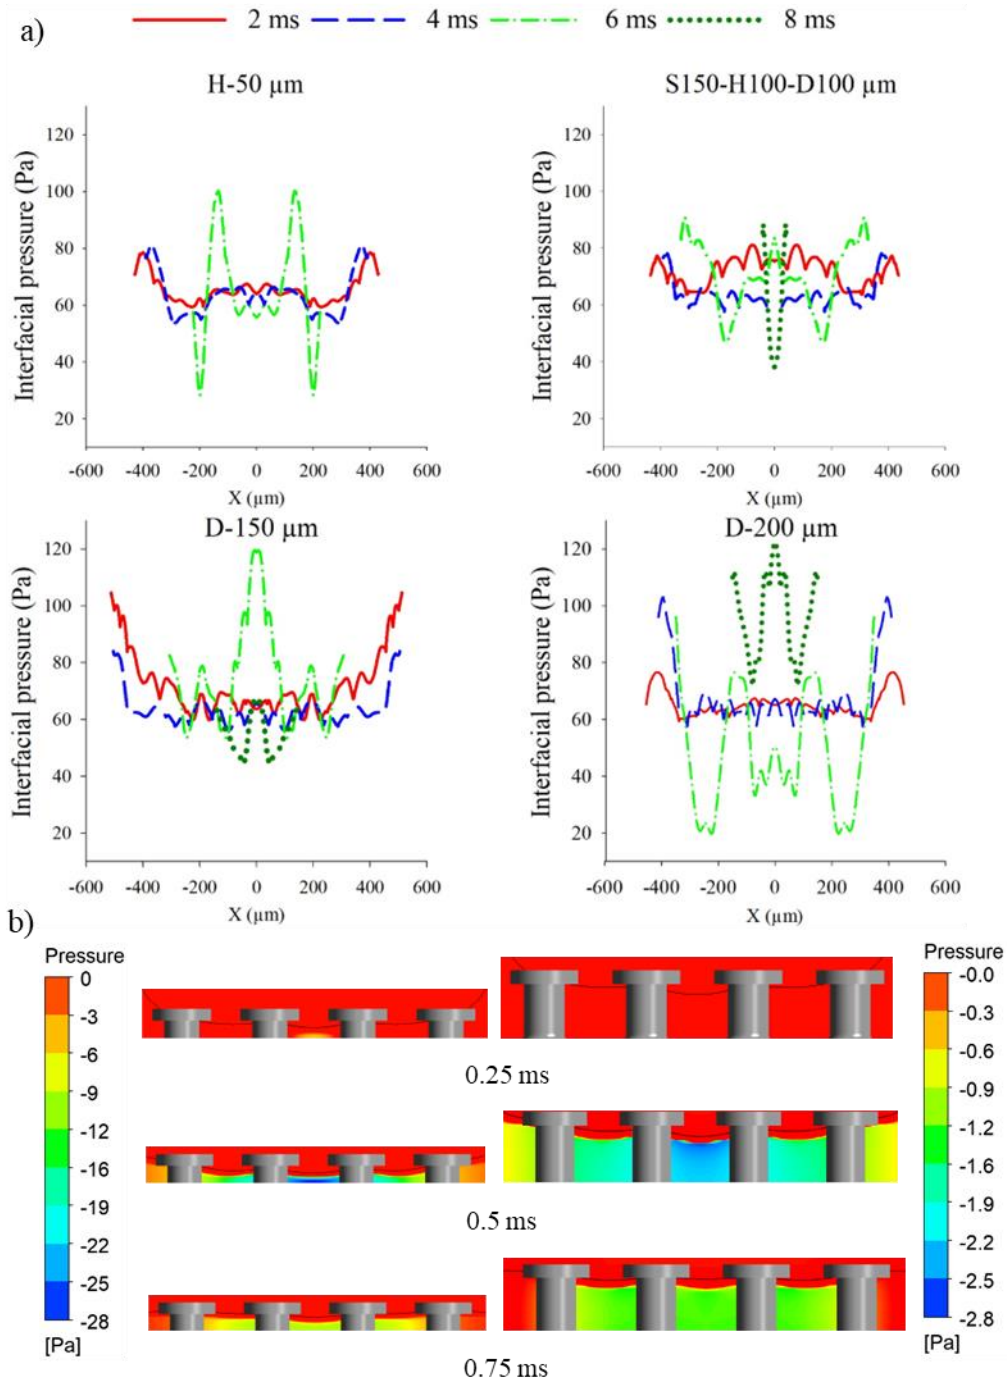 a)
2 ms 4 ms 6 ms 8 ms
H-50 µm
Interfacial pressure (Pa)
120
100
80
60
40
20
-600 -400 -200 0 200 400 600
X (µm)
S150-H100-D100 µm
Interfacial pressure (Pa)
120
100
80
60
40
20
-600 -400 -200 0 200 400 600
X (µm)
D-150 µm
Interfacial pressure (Pa)
120
100
80
60
40
20
-600 -400 -200 0 200 400 600
X (µm)
D-200 µm
Interfacial pressure (Pa)
120
100
80
60
40
20
-600 -400 -200 0 200 400 600
X (µm)
b)
Pressure
0
-3
-6
-9
-12
-16
-19
-22
-25
-28
[Pa]
0.25 ms
0.5 ms
0.75 ms
Pressure
-0.0
-0.3
-0.6
-0.9
-1.2
-1.5
-1.9
-2.2
-2.5
-2.8
[Pa]